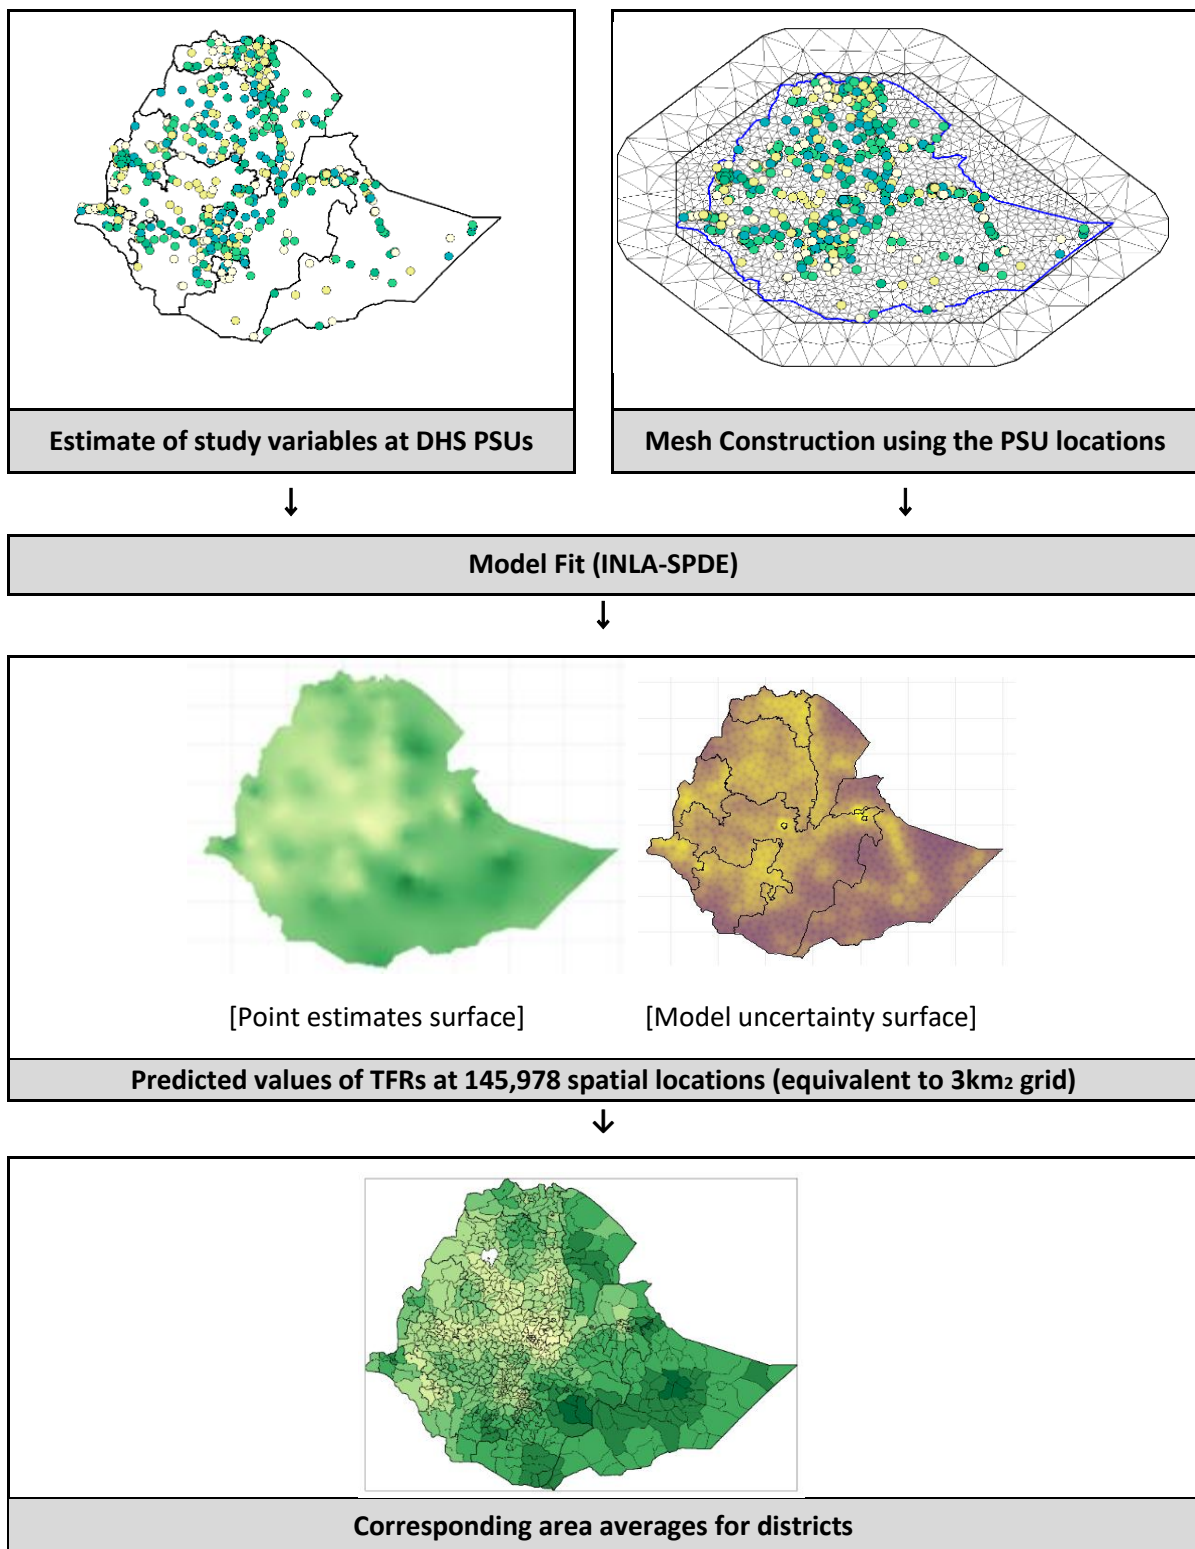 Estimate of study variables at DHS PSUs
Mesh Construction using the PSU locations
↓
↓
Model Fit (INLA-SPDE)
↓
[Point estimates surface]
[Model uncertainty surface]
Predicted values of TFRs at 145,978 spatial locations (equivalent to 3km₂ grid)
↓
Corresponding area averages for districts